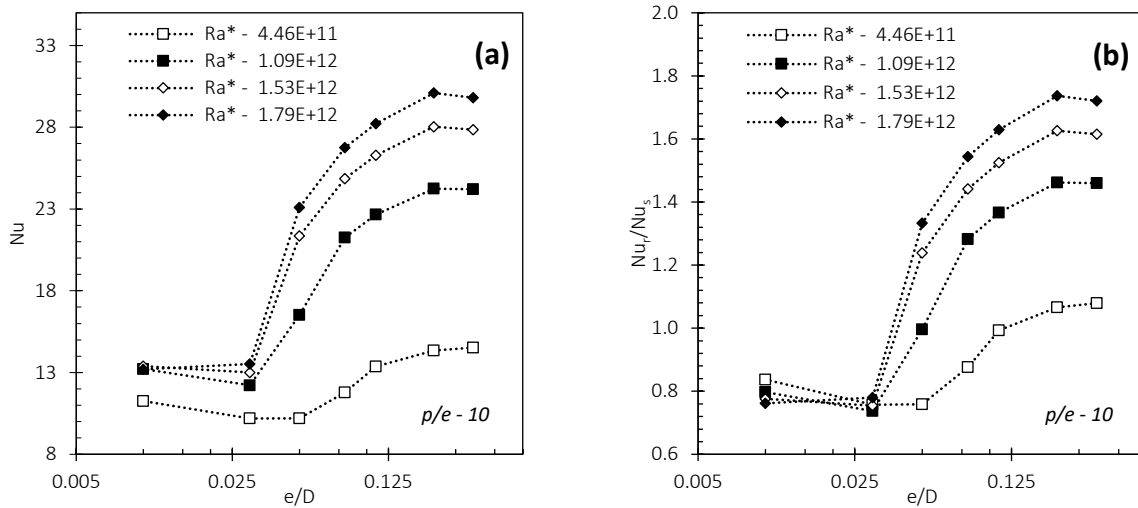 33
28
23
18
13
8
Nu
Ra* - 4.46E+11
Ra* - 1.09E+12
Ra* - 1.53E+12
Ra* - 1.79E+12
(a)
p/e - 10
0.005
0.025
0.125
e/D
2.0
1.8
1.6
1.4
1.2
1.0
0.8
0.6
Nur/Nus
Ra* - 4.46E+11
Ra* - 1.09E+12
Ra* - 1.53E+12
Ra* - 1.79E+12
(b)
p/e - 10
0.005
0.025
0.125
e/D